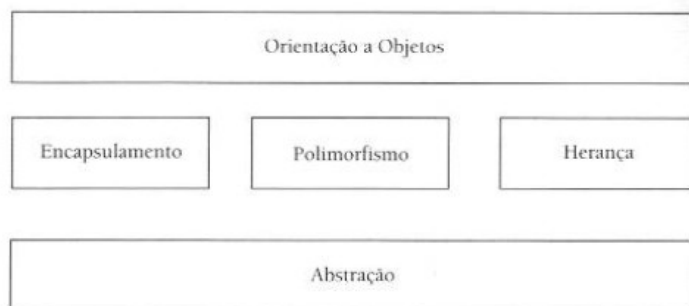 Orientação a Objetos
Encapsulamento Polimorfismo Herança
Abstração